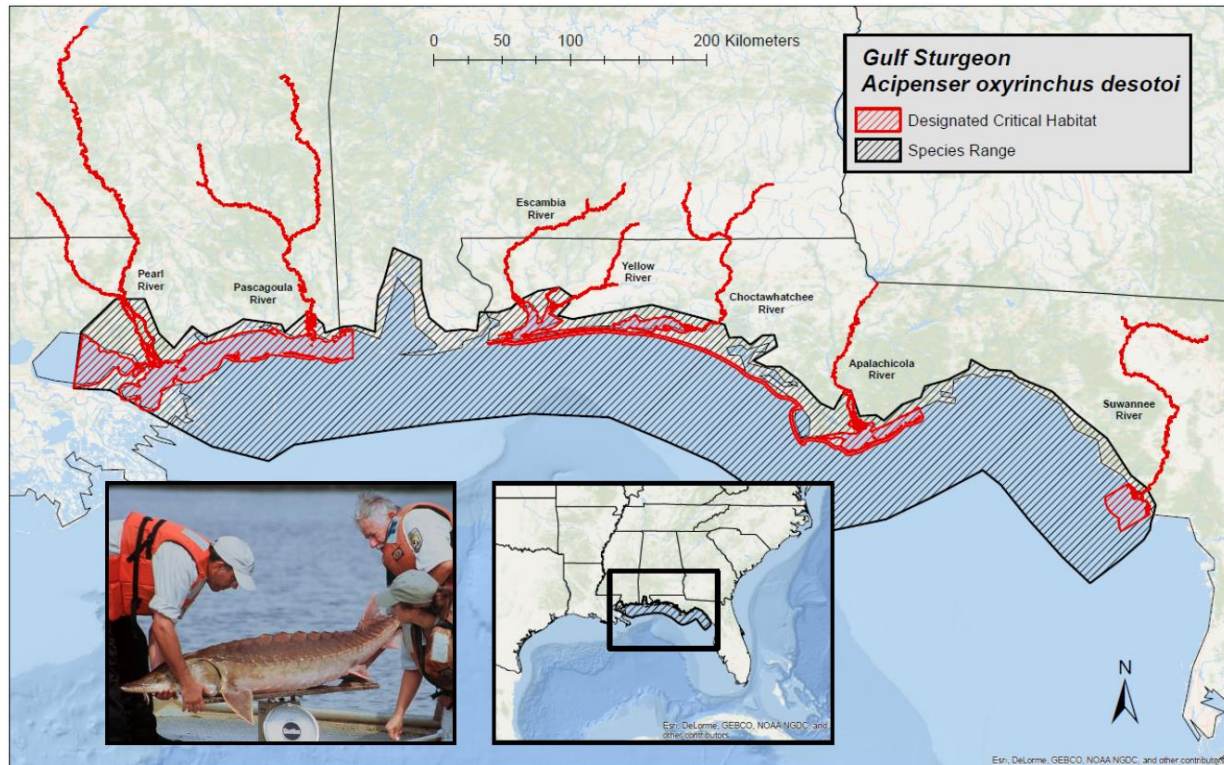 0 50 100 200 Kilometers
Gulf Sturgeon
Acipenser oxyrinchus desotoi
Designated Critical Habitat
Species Range
Escambia
River
Pearl
River
Pascagoula
River
Yellow
River
Choctawhatchee
River
Apalachicola
River
Suwannee
River
N
Esri, DeLorme, GEBCO, NOAA NGDC, and
other contributors
Esri, DeLorme, GEBCO, NOAA NGDC, and other contributors